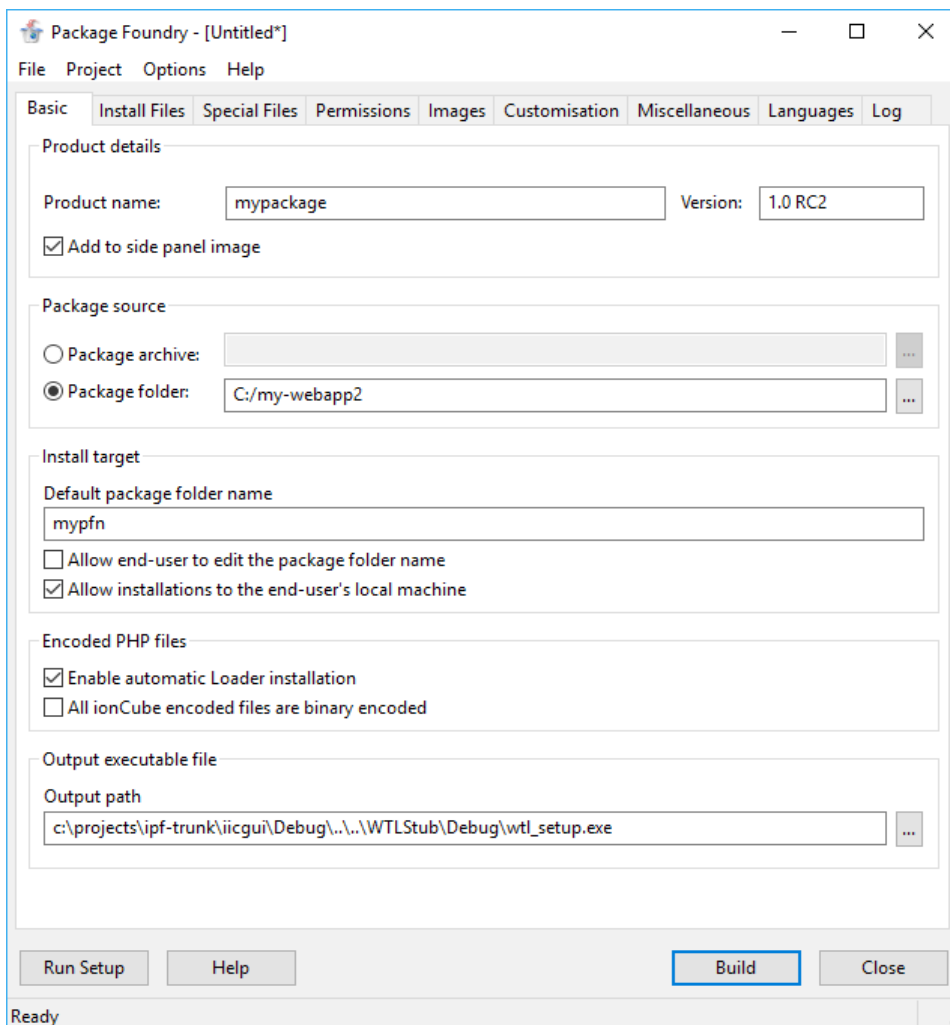 Package Foundry - [Untitled*]
File Project Options Help
Basic Install Files Special Files Permissions Images Customisation Miscellaneous Languages Log
Product details
Product name: mypackage Version: 1.0 RC2
Add to side panel image
Package source
Package archive: ...
Package folder: C:/my-webapp2 ...
Install target
Default package folder name
mypfn
Allow end-user to edit the package folder name
Allow installations to the end-user's local machine
Encoded PHP files
Enable automatic Loader installation
All ionCube encoded files are binary encoded
Output executable file
Output path
c:\projects\ipf-trunk\iicgui\Debug\..\..\WTLStub\Debug\wtl_setup.exe ...
Run Setup Help Build Close
Ready